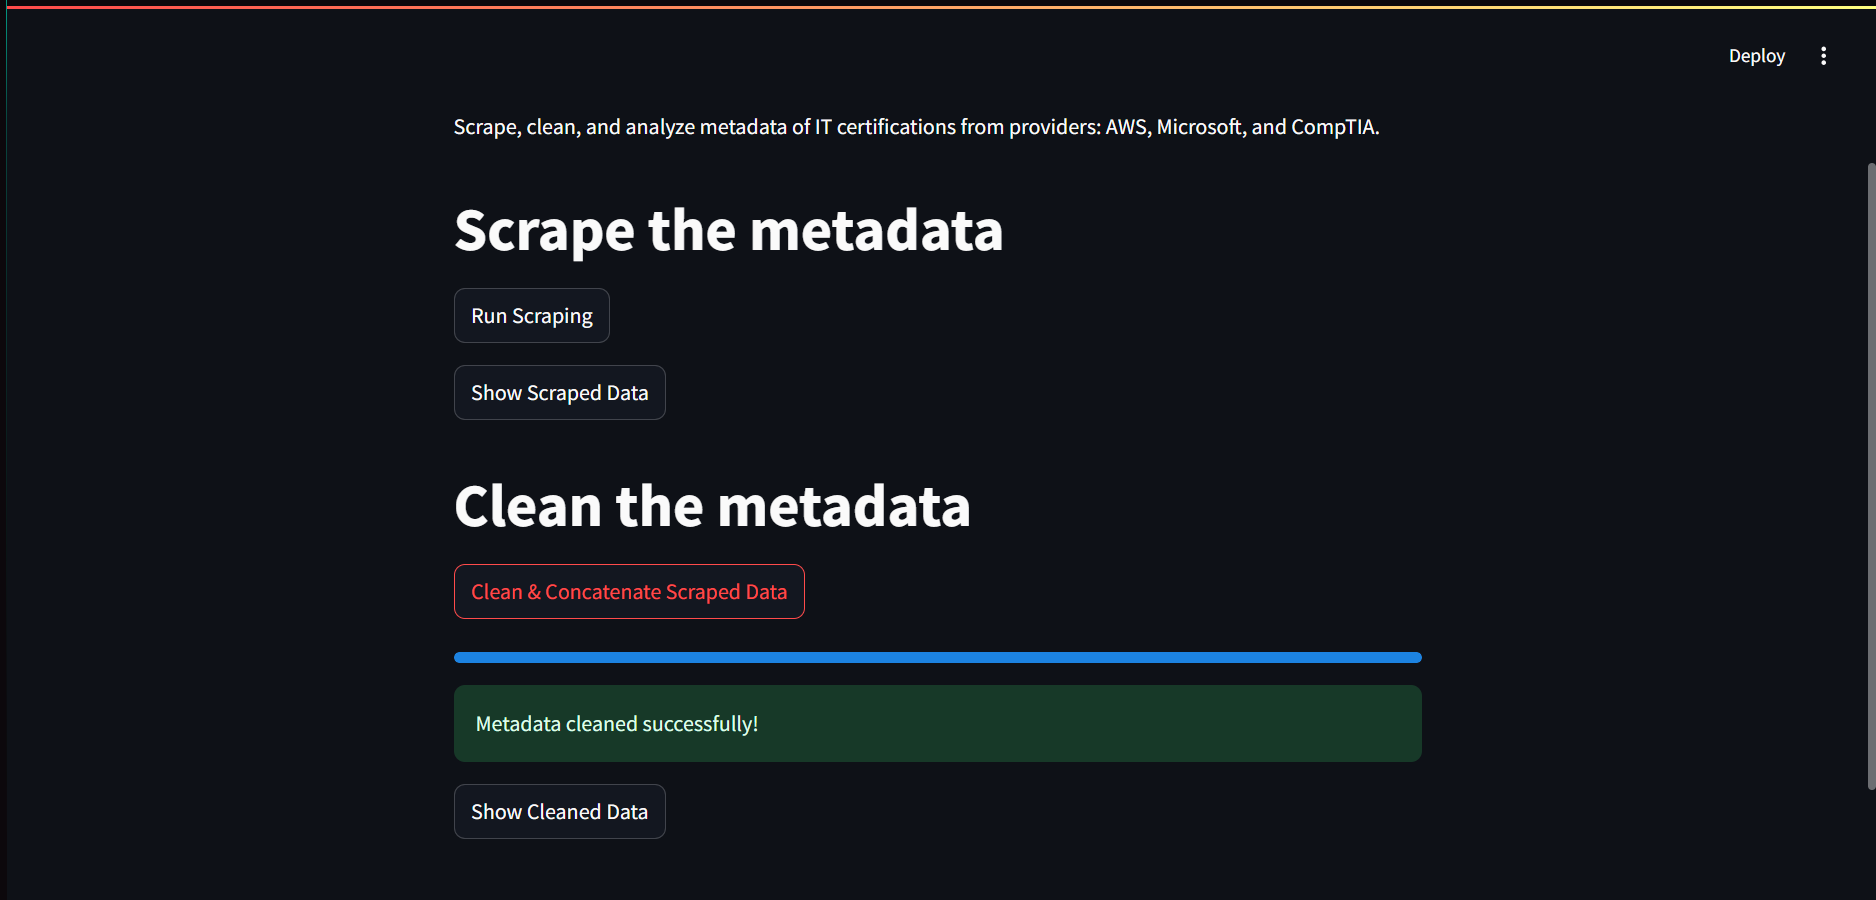 Deploy
Scrape, clean, and analyze metadata of IT certifications from providers: AWS, Microsoft, and CompTIA.
Scrape the metadata
Run Scraping
Show Scraped Data
Clean the metadata
Clean & Concatenate Scraped Data
Metadata cleaned successfully!
Show Cleaned Data